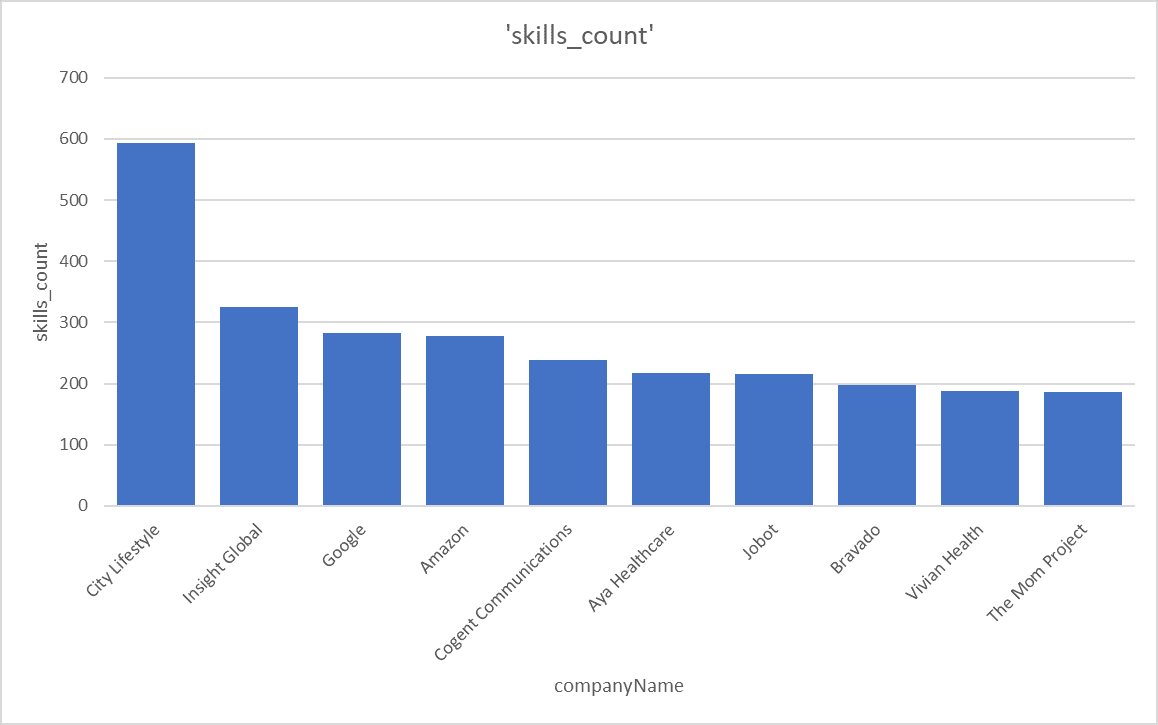 'skills_count'
700
600
500
400
300
200
100
0
skills_count
City Lifestyle
Insight Global
Google
Amazon
Cogent Communications
Aya Healthcare
Jobot
Bravado
Vivian Health
The Mom Project
companyName